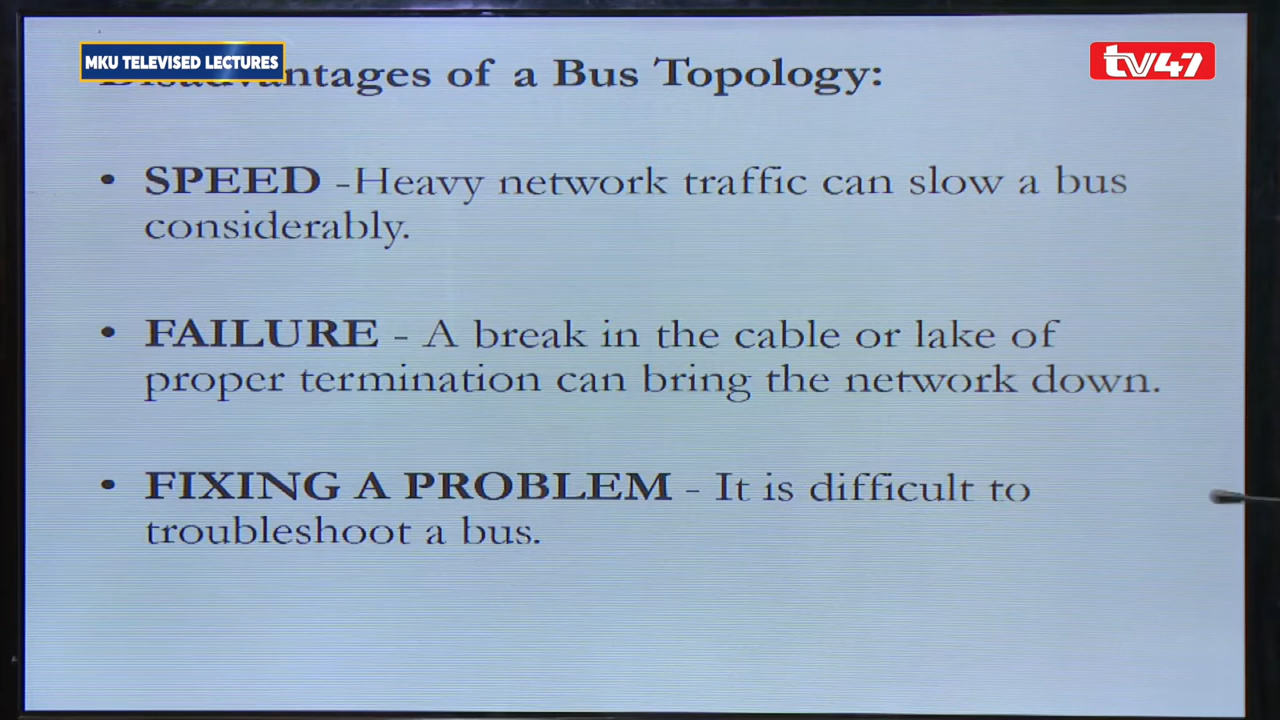 MKU TELEVISED LECTURES
tv47
Disadvantages of a Bus Topology:
• SPEED -Heavy network traffic can slow a bus
considerably.
• FAILURE - A break in the cable or lake of
proper termination can bring the network down.
• FIXING A PROBLEM - It is difficult to
troubleshoot a bus.